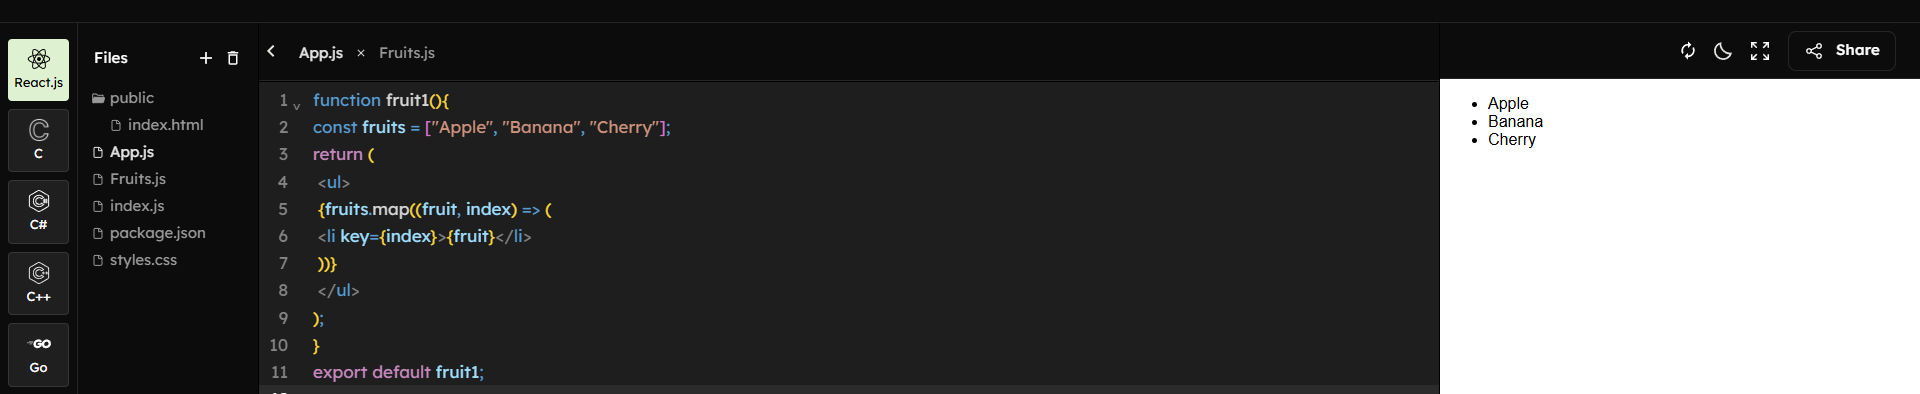 React.js
C
C#
C++
GO
Go
Files
public
index.html
App.js
Fruits.js
index.js
package.json
styles.css
App.js × Fruits.js
1 function fruit1(){
2 const fruits = ["Apple", "Banana", "Cherry"];
3 return (
4 <ul>
5 {fruits.map((fruit, index) => (
6 <li key={index}>{fruit}</li>
7 ))}
8 </ul>
9 );
10 }
11 export default fruit1;
Share
• Apple
• Banana
• Cherry